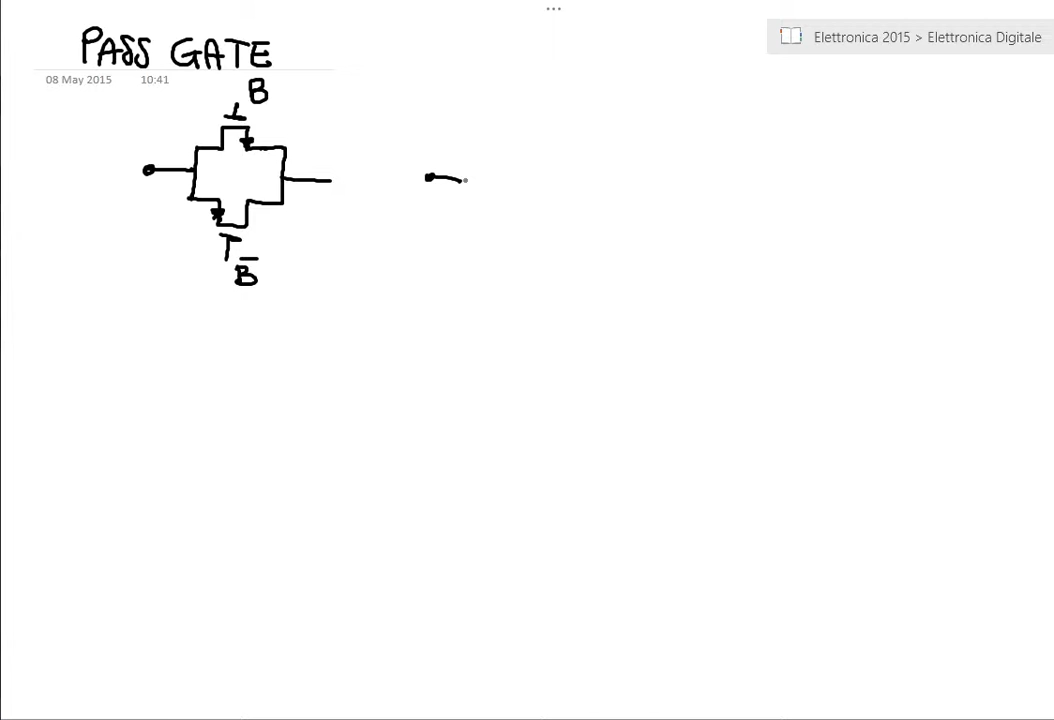 PASS GATE
Elettronica 2015 > Elettronica Digitale
08 May 2015 10:41
B
B̅